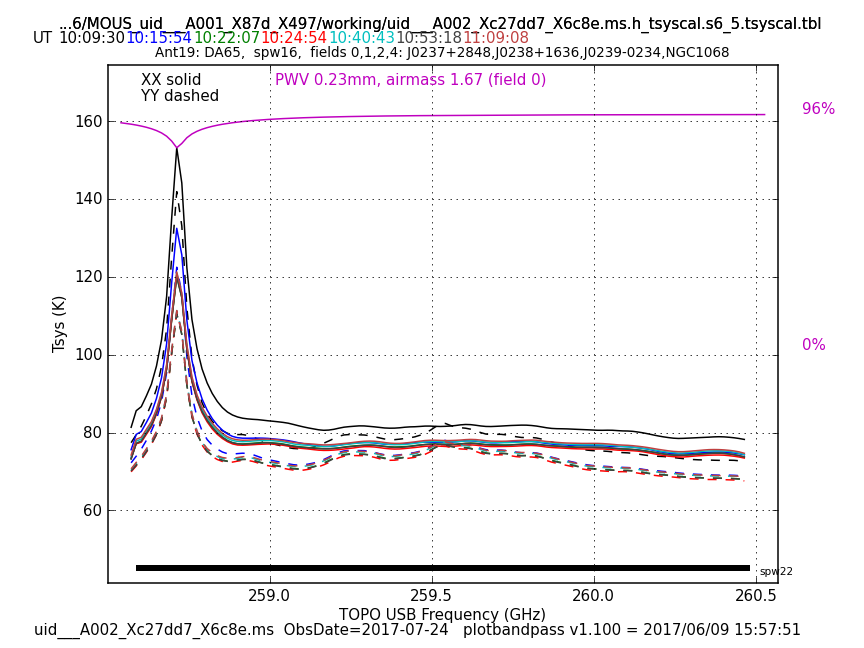 ...6/MOUS_uid___A001_X87d_X497/working/uid___A002_Xc27dd7_X6c8e.ms.h_tsyscal.s6_5.tsyscal.tbl
UT 10:09:30 10:15:54 10:22:07 10:24:54 10:40:43 10:53:18 11:09:08
Ant19: DA65, spw16, fields 0,1,2,4: J0237+2848,J0238+1636,J0239-0234,NGC1068
XX solid
YY dashed
PWV 0.23mm, airmass 1.67 (field 0)
96%
0%
160
140
120
100
80
60
Tsys (K)
spw22
259.0 259.5 260.0 260.5
TOPO USB Frequency (GHz)
uid___A002_Xc27dd7_X6c8e.ms ObsDate=2017-07-24 plotbandpass v1.100 = 2017/06/09 15:57:51